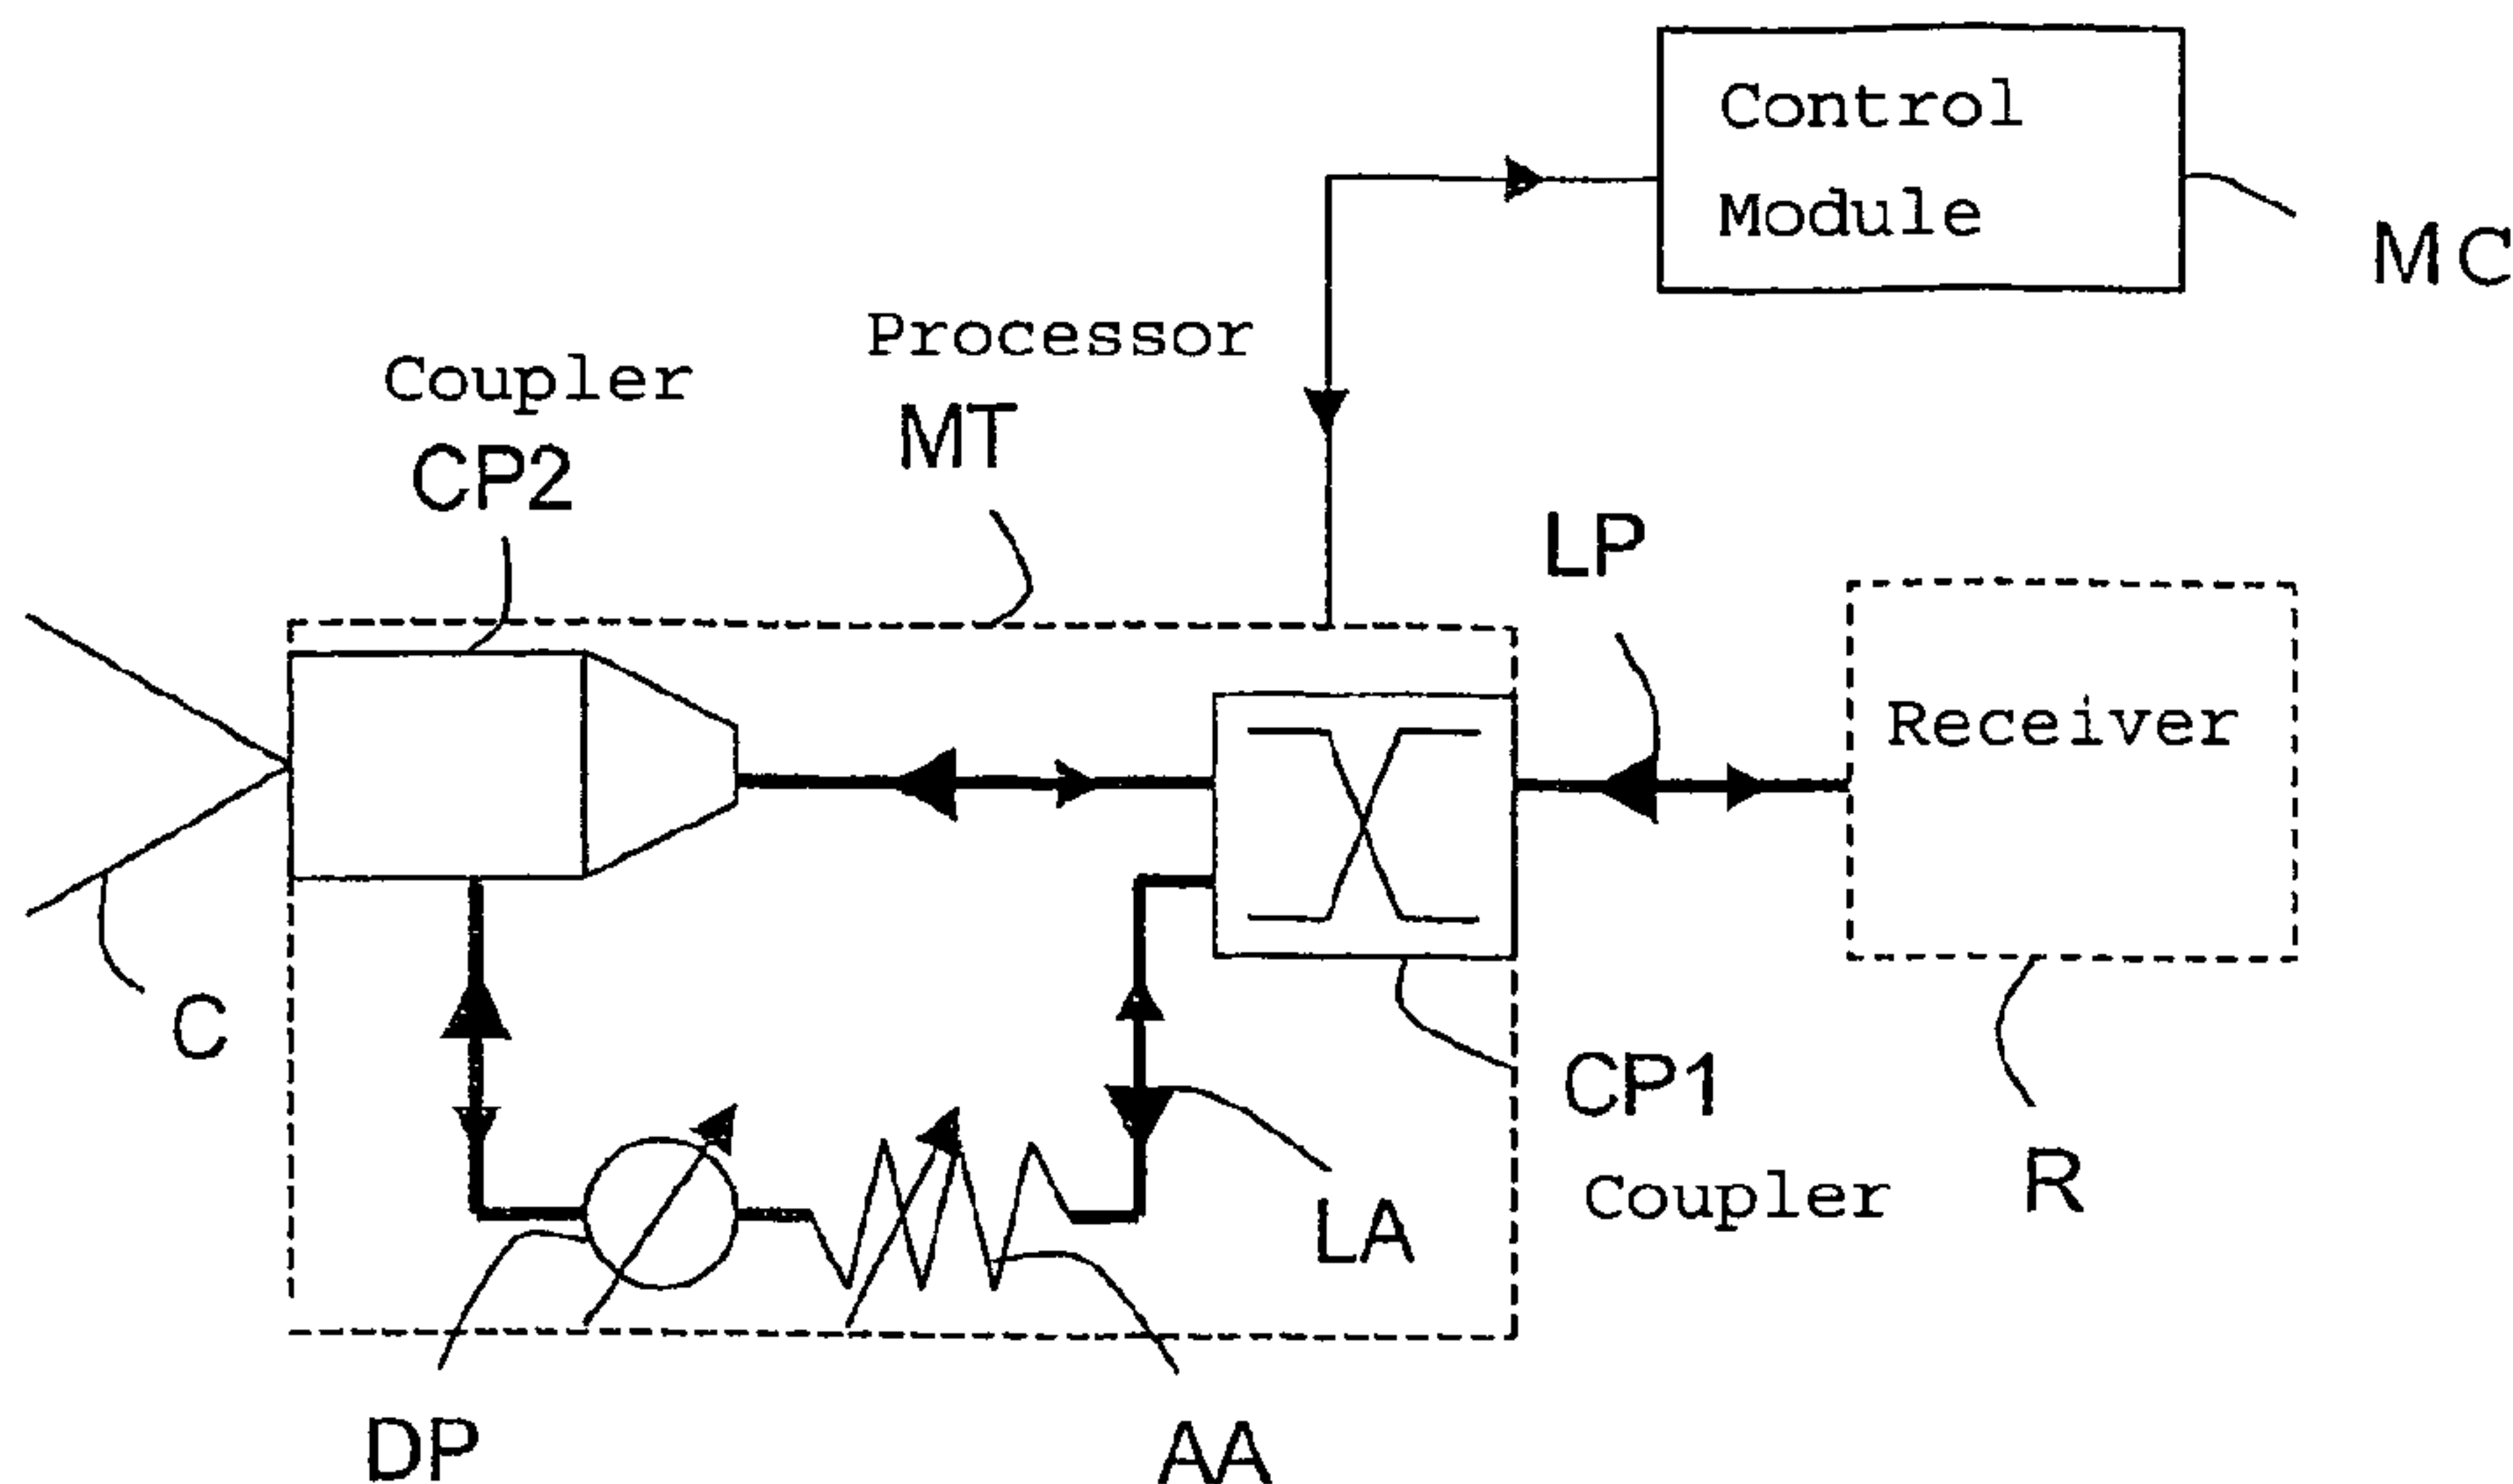 Control
Module
MC
Processor
MT
Coupler
CP2
LP
Receiver
C
CP1
Coupler
R
LA
DP
AA